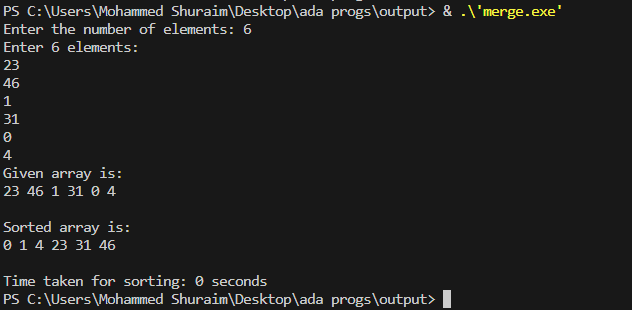 PS C:\Users\Mohammed Shuraim\Desktop\ada progs\output> & .\'merge.exe'
Enter the number of elements: 6
Enter 6 elements:
23
46
1
31
0
4
Given array is:
23 46 1 31 0 4
Sorted array is:
0 1 4 23 31 46
Time taken for sorting: 0 seconds
PS C:\Users\Mohammed Shuraim\Desktop\ada progs\output>